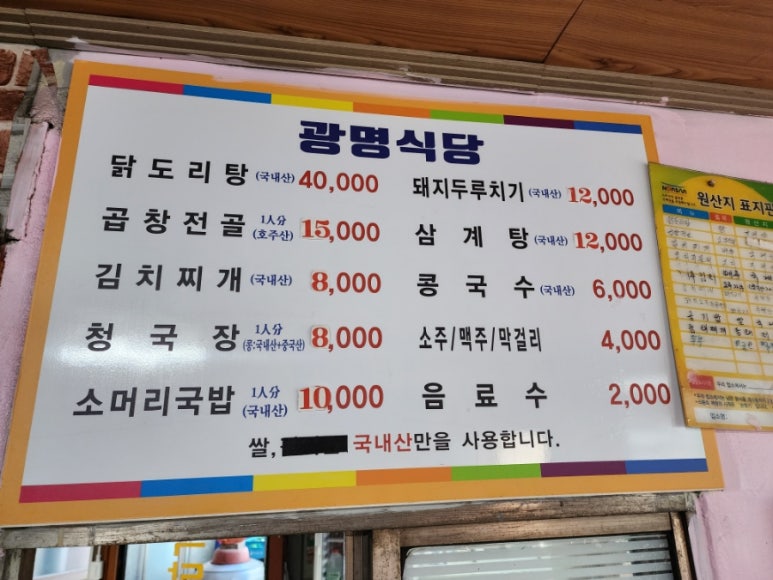 광명식당
닭도리탕 (국내산) 40,000
곱창전골 1人分 (호주산) 15,000
김치찌개 (국내산) 8,000
청국장 1人分 (콩:국내산+중국산) 8,000
소머리국밥 1人分 (국내산) 10,000
돼지두루치기 (국내산) 12,000
삼계탕 (국내산) 12,000
콩국수 (국내산) 6,000
소주/맥주/막걸리 4,000
음료수 2,000
쌀, 국내산만을 사용합니다.
원산지 표지판